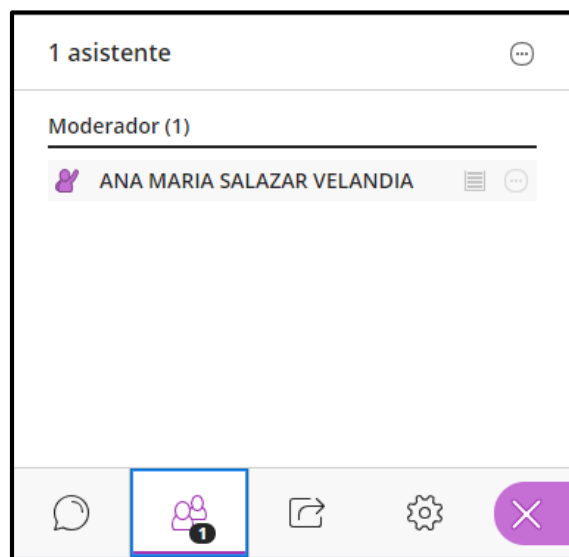 1 asistente
Moderador (1)
ANA MARIA SALAZAR VELANDIA
1